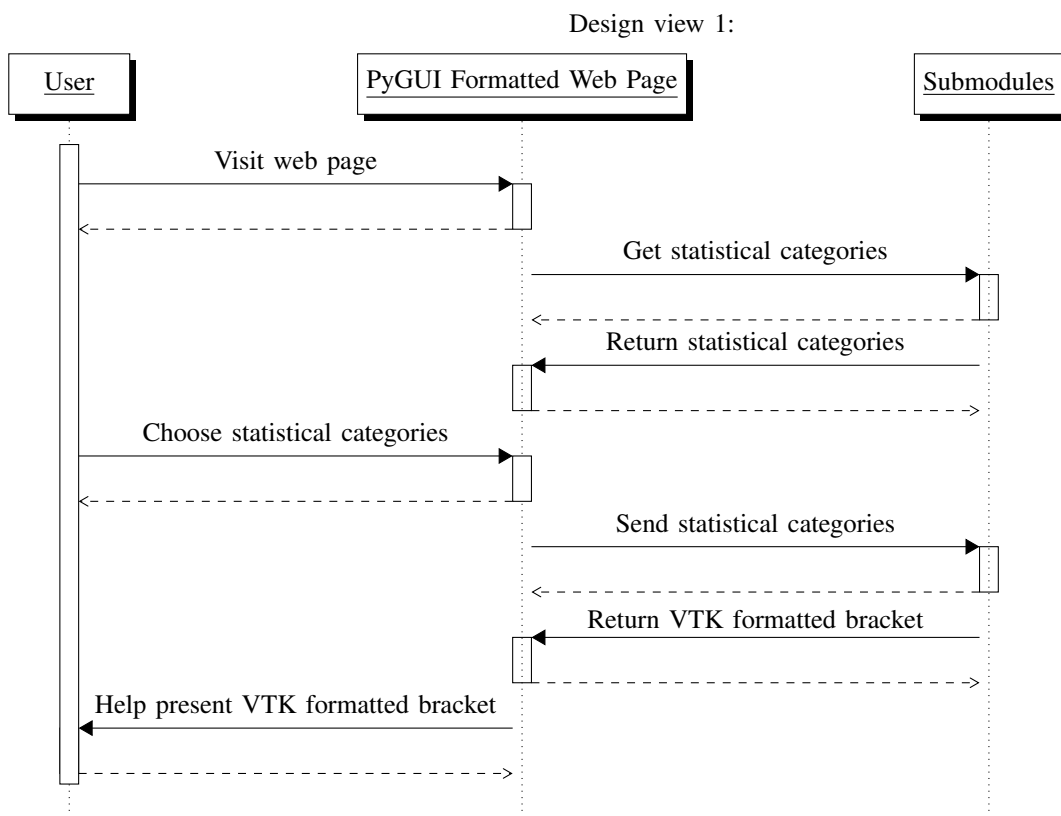 Design view 1:
User
PyGUI Formatted Web Page
Submodules
Visit web page
Get statistical categories
Return statistical categories
Choose statistical categories
Send statistical categories
Return VTK formatted bracket
Help present VTK formatted bracket